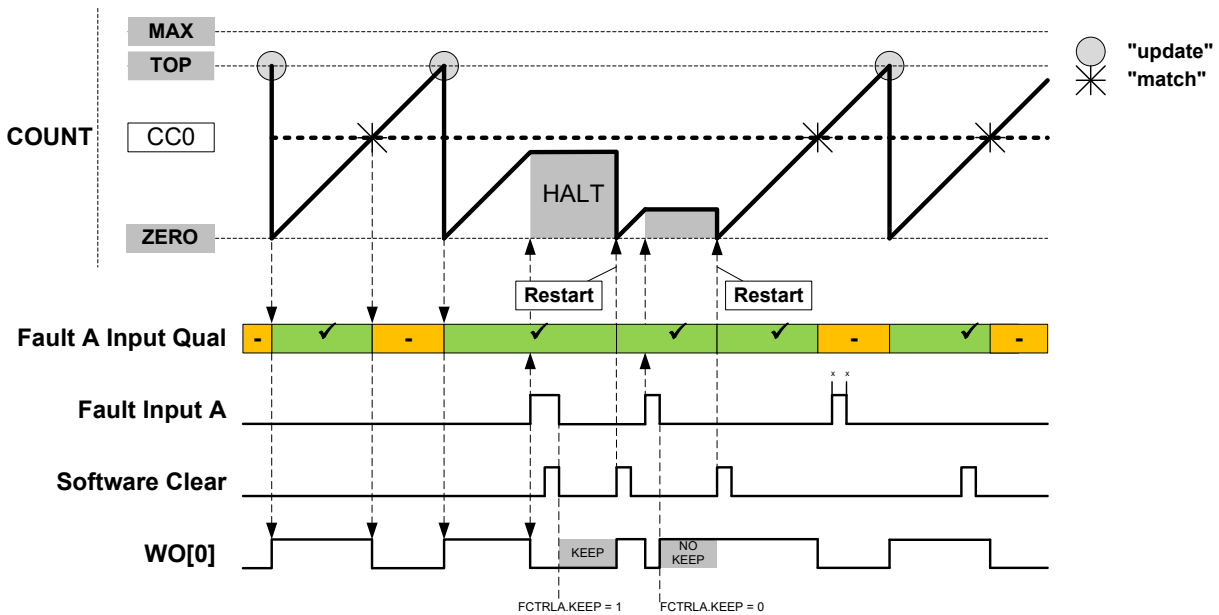 MAX
TOP
"update"
"match"
COUNT
CC0
HALT
ZERO
Restart
Restart
Fault A Input Qual
- ✓ - ✓ ✓ ✓ - ✓ -
x x
Fault Input A
Software Clear
WO[0]
KEEP
NO
KEEP
FCTRLA.KEEP = 1
FCTRLA.KEEP = 0